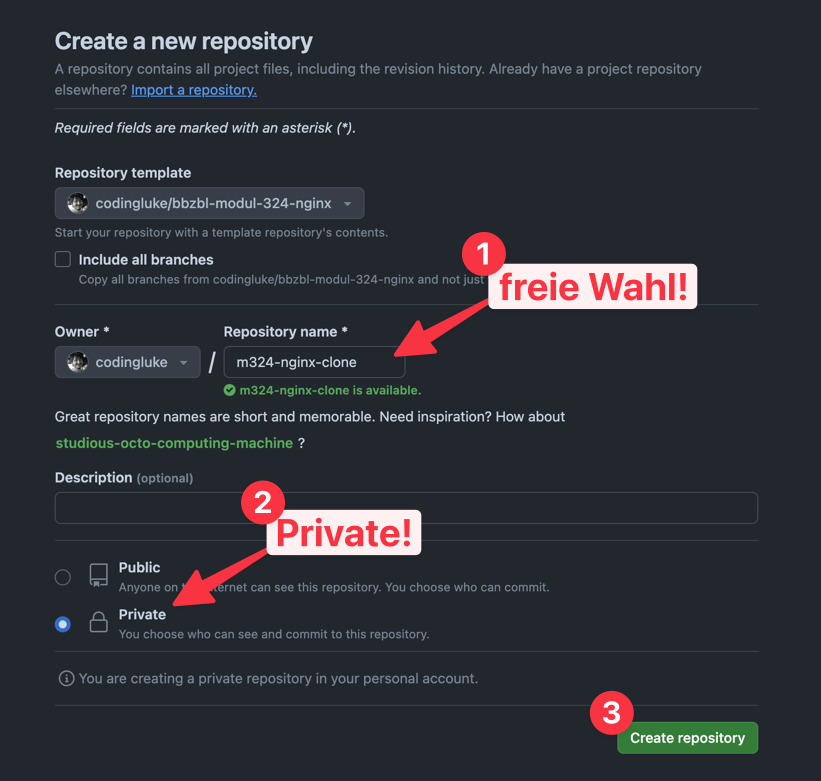 Create a new repository
A repository contains all project files, including the revision history. Already have a project repository
elsewhere? Import a repository.
Required fields are marked with an asterisk (*).
Repository template
codingluke/bbzbl-modul-324-nginx
Start your repository with a template repository's contents.
Include all branches
Copy all branches from codingluke/bbzbl-modul-324-nginx and not just
1
freie Wahl!
Owner *
Repository name *
codingluke
/
m324-nginx-clone
m324-nginx-clone is available.
Great repository names are short and memorable. Need inspiration? How about
studious-octo-computing-machine ?
Description (optional)
2
Private!
Public
Anyone on internet can see this repository. You choose who can commit.
Private
You choose who can see and commit to this repository.
You are creating a private repository in your personal account.
3
Create repository